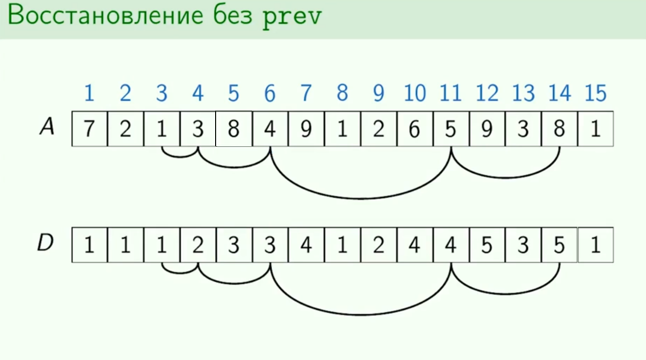 Восстановление без prev
1 2 3 4 5 6 7 8 9 10 11 12 13 14 15
A 7 2 1 3 8 4 9 1 2 6 5 9 3 8 1
D 1 1 1 2 3 3 4 1 2 4 4 5 3 5 1